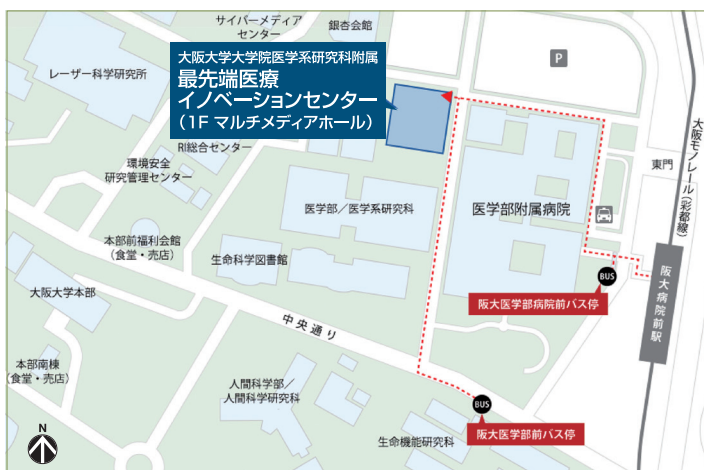 サイバーメディア
センター
銀杏会館
レーザー科学研究所
大阪大学大学院医学系研究科附属
最先端医療
イノベーションセンター
（1F マルチメディアホール）
P
RI総合センター
環境安全
研究管理センター
医学部／医学系研究科
医学部附属病院
東門
大阪モノレール（彩都線）
本部前福利会館
（食堂・売店）
生命科学図書館
大阪大学本部
BUS
阪大医学部病院前バス停
阪大病院前駅
中央通り
本部南棟
（食堂・売店）
人間科学部／
人間科学研究科
BUS
阪大医学部前バス停
生命機能研究科
N